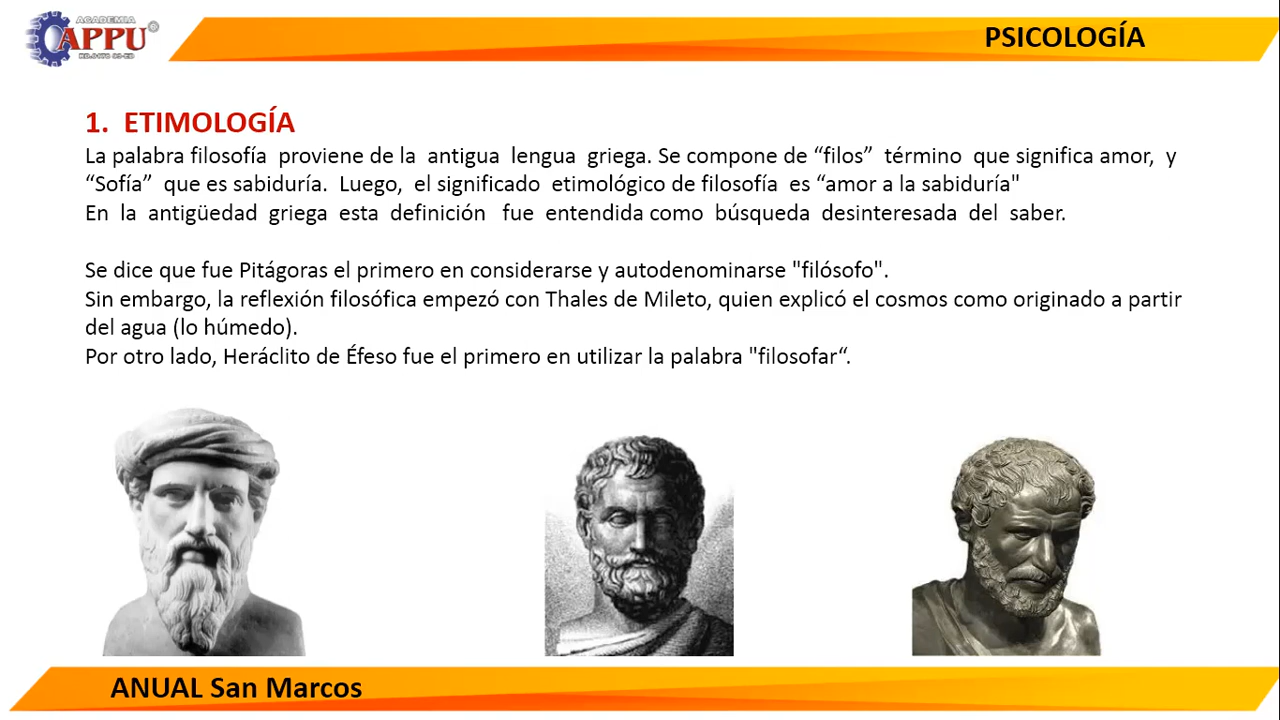 ACADEMIA
APPU
PSICOLOGÍA
1. ETIMOLOGÍA
La palabra filosofía proviene de la antigua lengua griega. Se compone de “filos” término que significa amor, y
“Sofía” que es sabiduría. Luego, el significado etimológico de filosofía es “amor a la sabiduría"
En la antigüedad griega esta definición fue entendida como búsqueda desinteresada del saber.
Se dice que fue Pitágoras el primero en considerarse y autodenominarse "filósofo".
Sin embargo, la reflexión filosófica empezó con Thales de Mileto, quien explicó el cosmos como originado a partir
del agua (lo húmedo).
Por otro lado, Heráclito de Éfeso fue el primero en utilizar la palabra "filosofar“.
ANUAL San Marcos